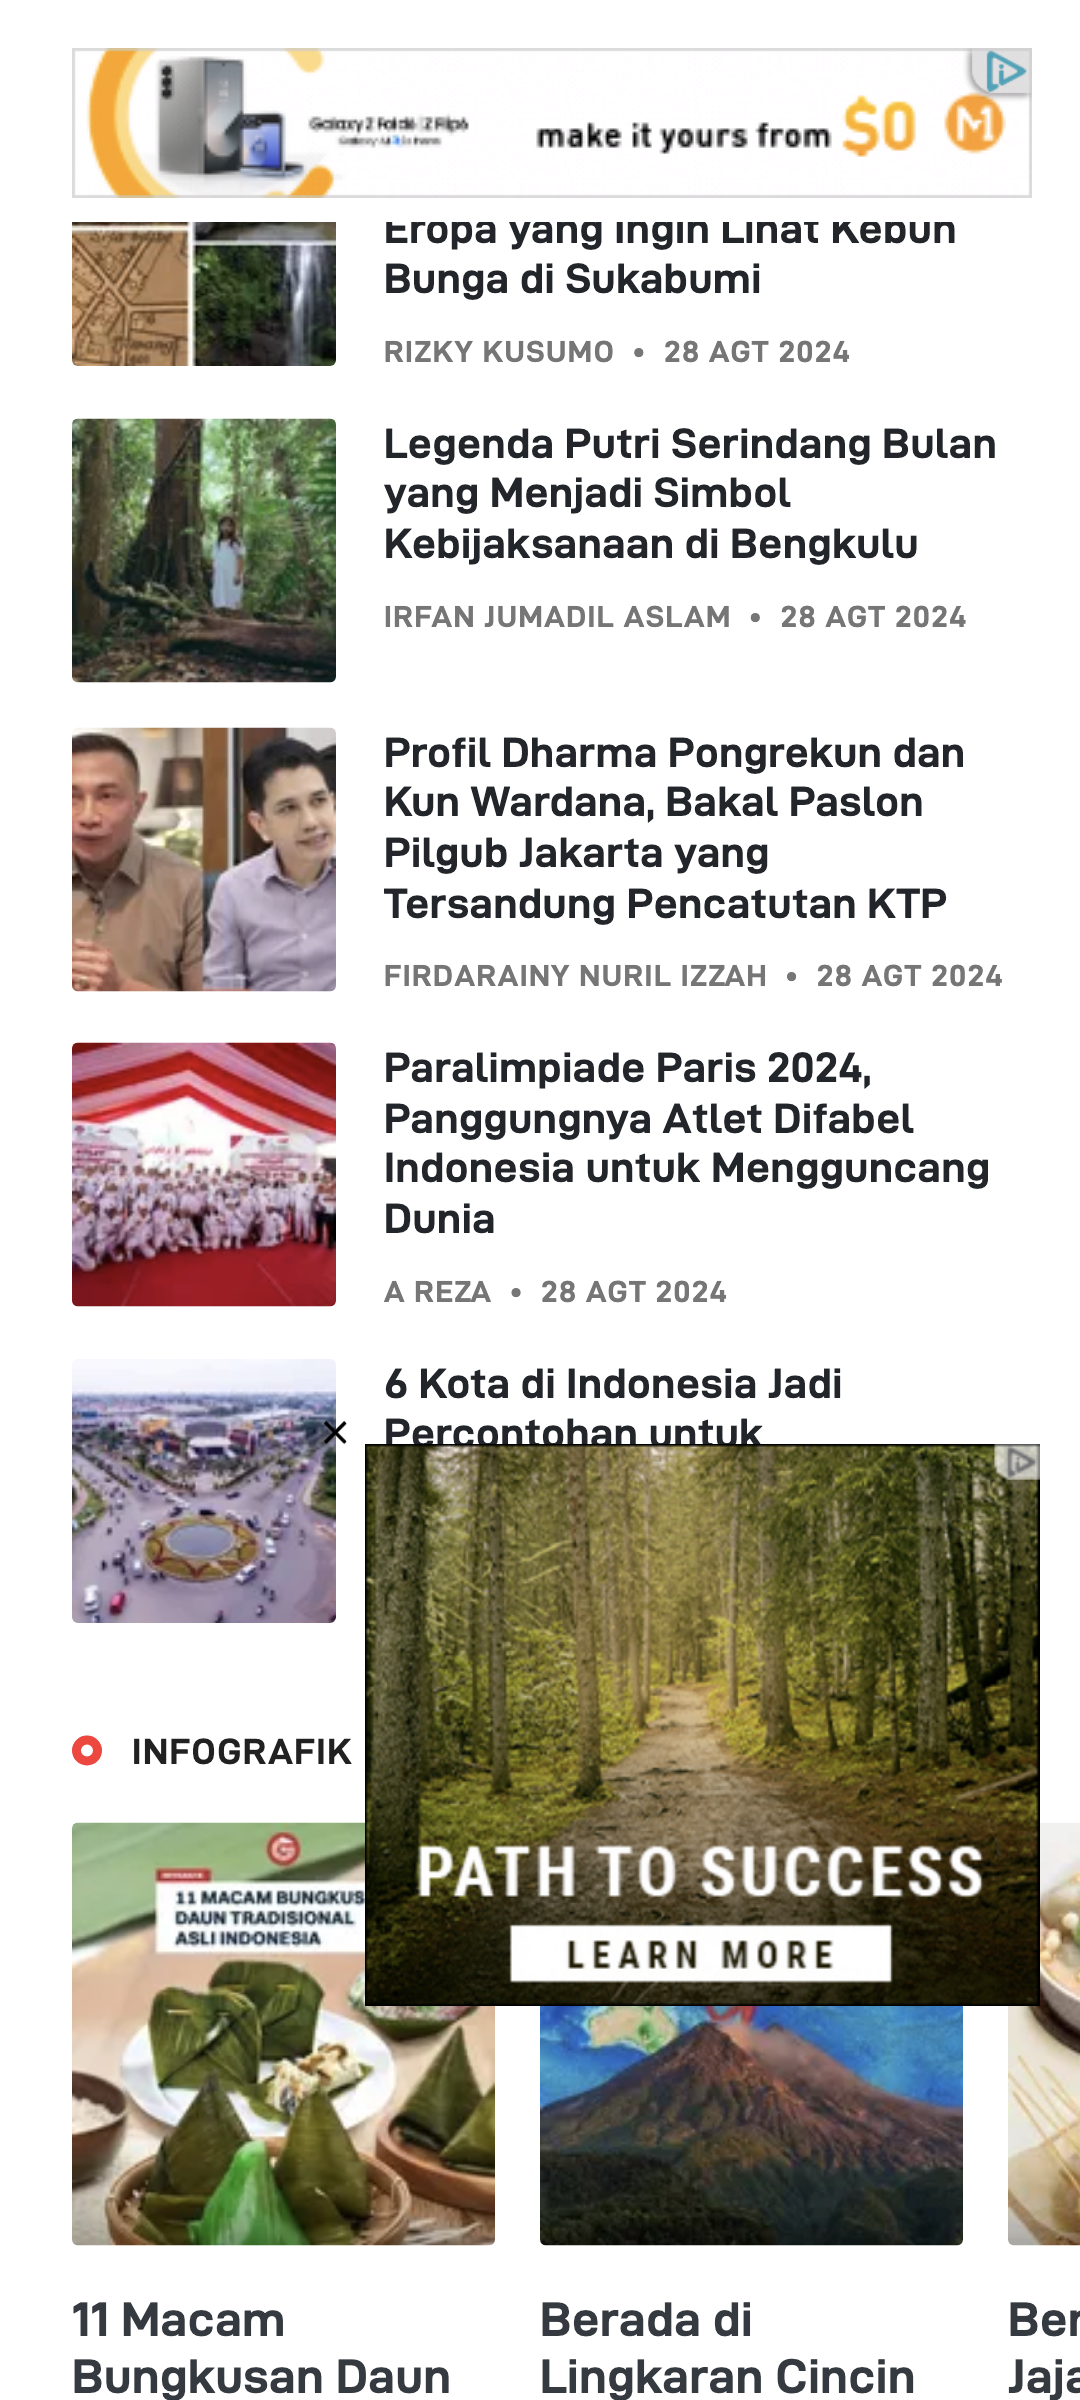 Galaxy Z Fold6 | Z Flip6
make it yours from $0
M1
Eropa yang Ingin Lihat Kebun
Bunga di Sukabumi
RIZKY KUSUMO • 28 AGT 2024
Legenda Putri Serindang Bulan
yang Menjadi Simbol
Kebijaksanaan di Bengkulu
IRFAN JUMADIL ASLAM • 28 AGT 2024
Profil Dharma Pongrekun dan
Kun Wardana, Bakal Paslon
Pilgub Jakarta yang
Tersandung Pencatutan KTP
FIRDARAINY NURIL IZZAH • 28 AGT 2024
Paralimpiade Paris 2024,
Panggungnya Atlet Difabel
Indonesia untuk Mengguncang
Dunia
A REZA • 28 AGT 2024
6 Kota di Indonesia Jadi
Percontohan untuk
INFOGRAFIK
11 MACAM BUNGKUS
DAUN TRADISIONAL
ASLI INDONESIA
PATH TO SUCCESS
LEARN MORE
11 Macam
Bungkusan Daun
Berada di
Lingkaran Cincin
Ber
Jaja